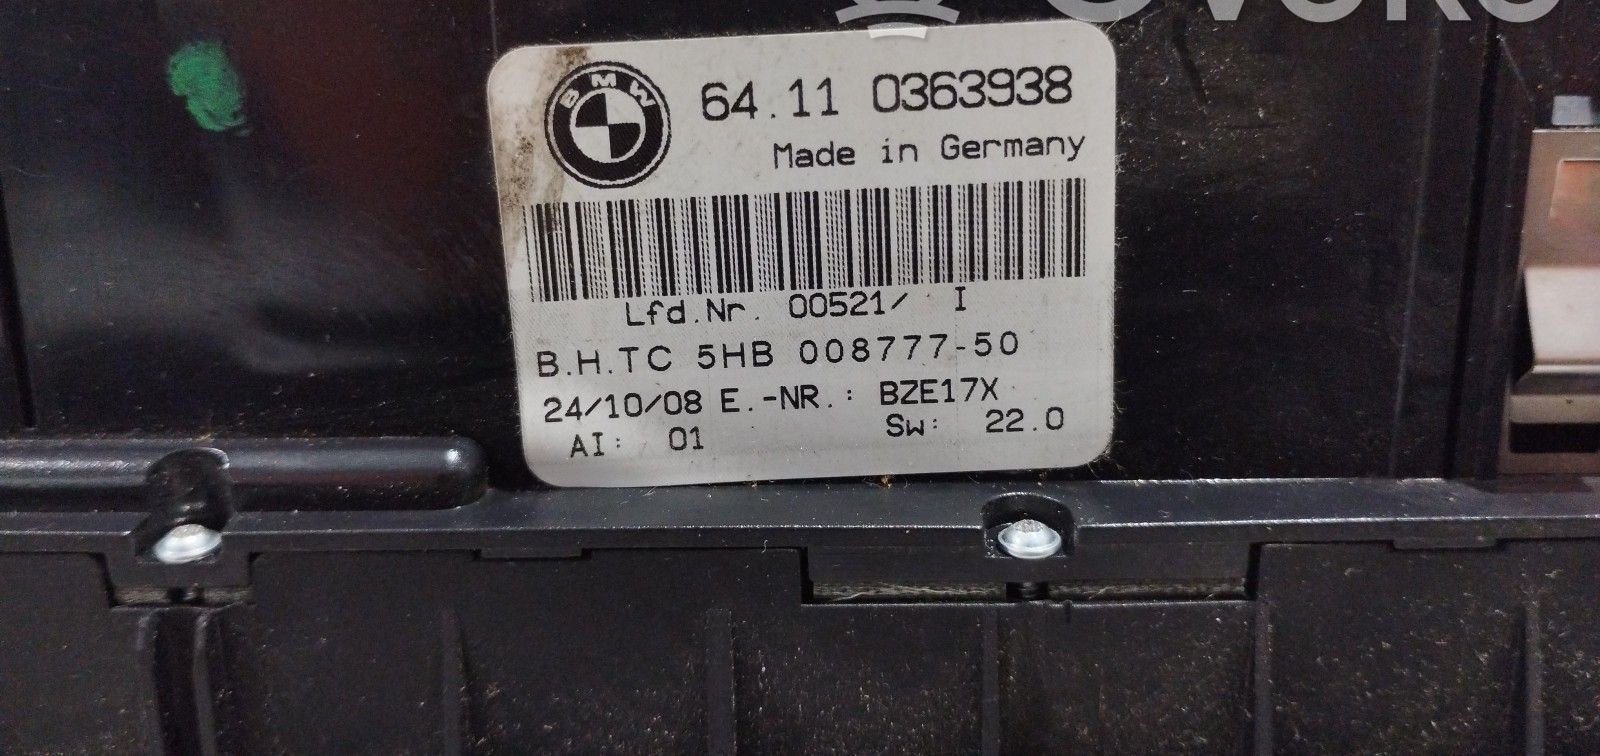 BMW
64.11 0363938
Made in Germany
Lfd.Nr. 00521/ I
B.H.TC 5HB 008777-50
24/10/08 E.-NR.: BZE17X
AI: 01 Sw: 22.0